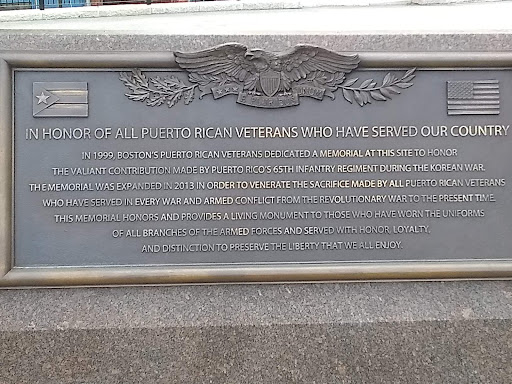 IN HONOR OF ALL PUERTO RICAN VETERANS WHO HAVE SERVED OUR COUNTRY
IN 1999, BOSTON'S PUERTO RICAN VETERANS DEDICATED A MEMORIAL AT THIS SITE TO HONOR
THE VALIANT CONTRIBUTION MADE BY PUERTO RICO'S 65TH INFANTRY REGIMENT DURING THE KOREAN WAR.
THE MEMORIAL WAS EXPANDED IN 2013 IN ORDER TO VENERATE THE SACRIFICE MADE BY ALL PUERTO RICAN VETERANS
WHO HAVE SERVED IN EVERY WAR AND ARMED CONFLICT FROM THE REVOLUTIONARY WAR TO THE PRESENT TIME.
THIS MEMORIAL HONORS AND PROVIDES A LIVING MONUMENT TO THOSE WHO HAVE WORN THE UNIFORMS
OF ALL BRANCHES OF THE ARMED FORCES AND SERVED WITH HONOR, LOYALTY,
AND DISTINCTION TO PRESERVE THE LIBERTY THAT WE ALL ENJOY.